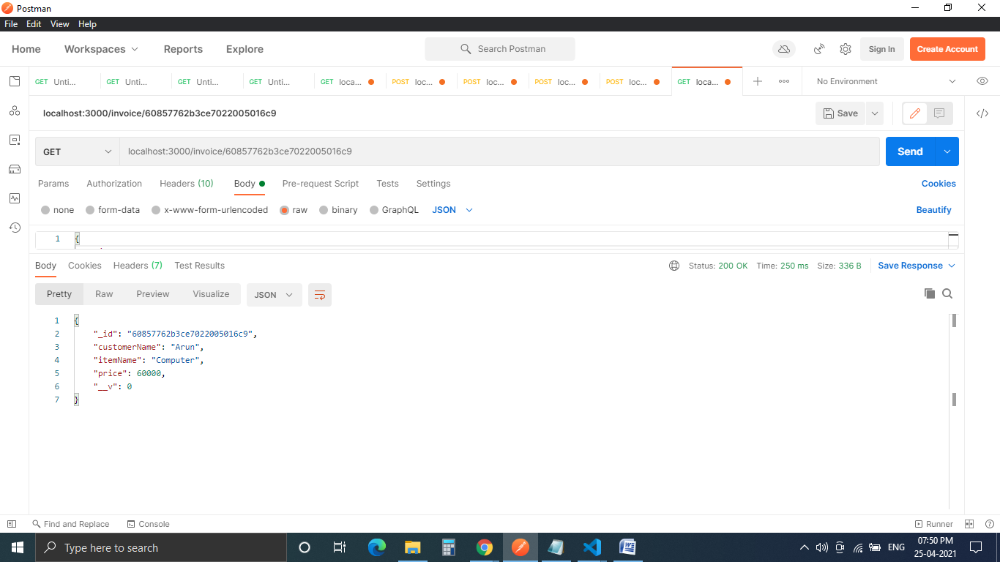 Postman
File Edit View Help
Home Workspaces Reports Explore Search Postman Sign In Create Account
GET Unti... GET Unti... GET Unti... GET Unti... GET loca... POST loc... POST loc... POST loc... POST loc... GET loca... No Environment
localhost:3000/invoice/60857762b3ce7022005016c9 Save
GET localhost:3000/invoice/60857762b3ce7022005016c9 Send
Params Authorization Headers (10) Body Pre-request Script Tests Settings Cookies
none form-data x-www-form-urlencoded raw binary GraphQL JSON Beautify
1 {
Body Cookies Headers (7) Test Results Status: 200 OK Time: 250 ms Size: 336 B Save Response
Pretty Raw Preview Visualize JSON
1 {
2 "_id": "60857762b3ce7022005016c9",
3 "customerName": "Arun",
4 "itemName": "Computer",
5 "price": 60000,
6 "__v": 0
7 }
Find and Replace Console Runner
Type here to search ENG 07:50 PM
25-04-2021